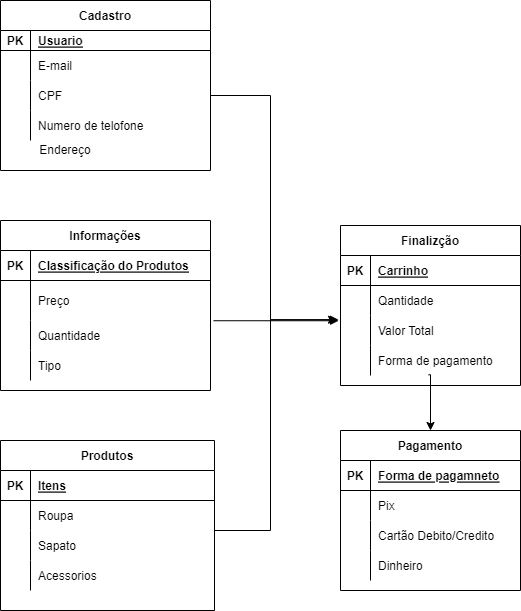 Cadastro
PK Usuario
E-mail
CPF
Numero de telofone
Endereço
Informações
PK Classificação do Produtos
Preço
Quantidade
Tipo
Produtos
PK Itens
Roupa
Sapato
Acessorios
Finalizção
PK Carrinho
Qantidade
Valor Total
Forma de pagamento
Pagamento
PK Forma de pagamneto
Pix
Cartão Debito/Credito
Dinheiro